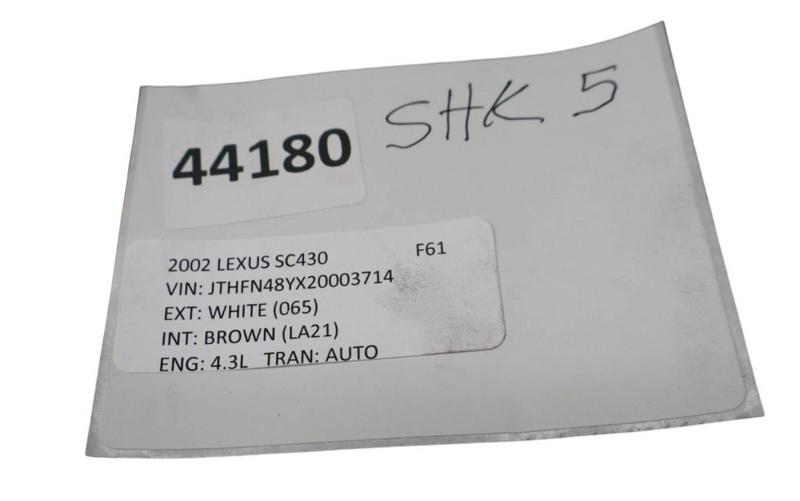 SHK 5
44180
2002 LEXUS SC430 F61
VIN: JTHFN48YX20003714
EXT: WHITE (065)
INT: BROWN (LA21)
ENG: 4.3L TRAN: AUTO